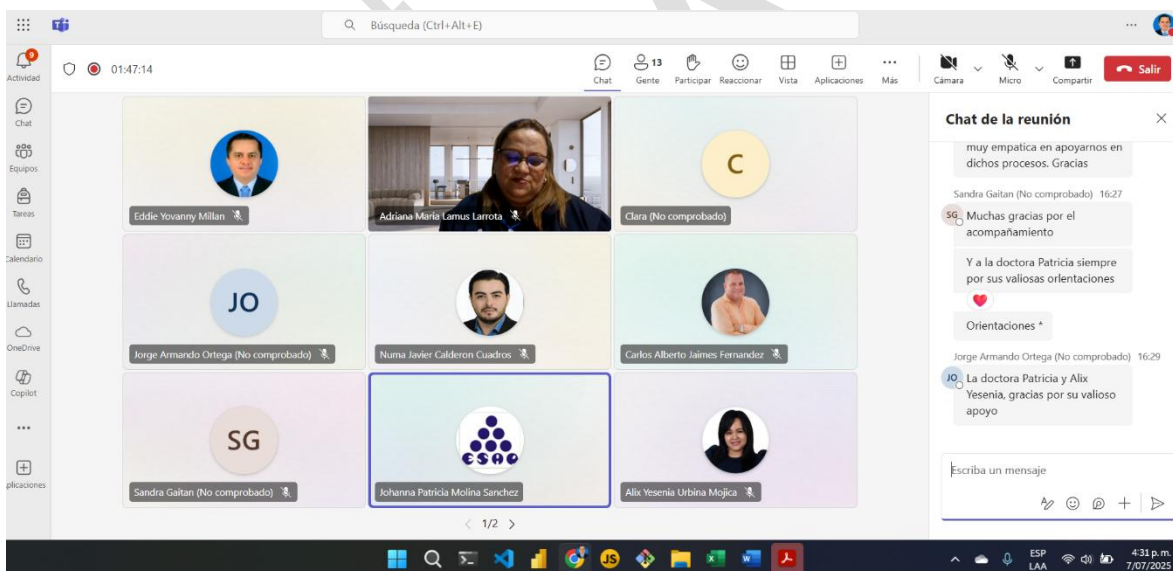 Búsqueda (Ctrl+Alt+E)
9
Actividad
Chat
Equipos
Tareas
Calendario
Llamadas
OneDrive
Copilot
plicaciones
01:47:14
Chat
13
Gente
Participar
Reaccionar
Vista
Aplicaciones
Más
Cámara
Micro
Compartir
Salir
Eddie Yovanny Millan
Adriana Maria Lamus Larrota
C
Clara (No comprobado)
JO
Jorge Armando Ortega (No comprobado)
Numa Javier Calderon Cuadros
Carlos Alberto Jaimes Fernandez
SG
Sandra Gaitan (No comprobado)
ESAP
Johanna Patricia Molina Sanchez
Alix Yesenia Urbina Mojica
1/2
Chat de la reunión
muy empatica en apoyarnos en
dichos procesos. Gracias
Sandra Gaitan (No comprobado) 16:27
SG
Muchas gracias por el
acompañamiento
Y a la doctora Patricia siempre
por sus valiosas orlentaciones
Orientaciones *
Jorge Armando Ortega (No comprobado) 16:29
JO
La doctora Patricia y Alix
Yesenia, gracias por su valioso
apoyo
Escriba un mensaje
JS
ESP
LAA
4:31 p. m.
7/07/2025